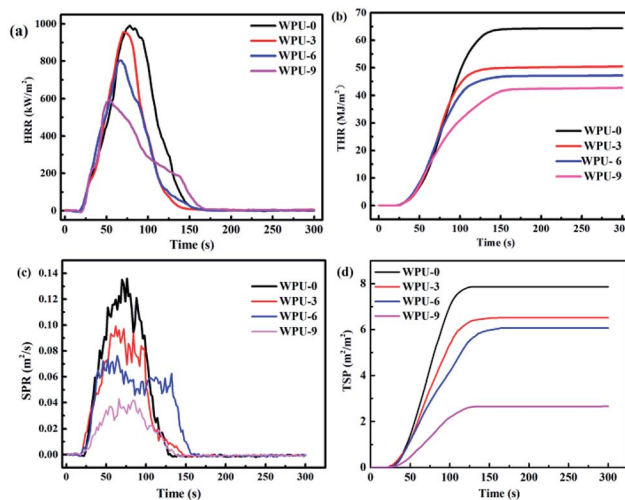 (a)
WPU-0
WPU-3
WPU-6
WPU-9
HRR (kW/m²)
1000
800
600
400
200
0
0 50 100 150 200 250 300
Time (s)
(b)
WPU-0
WPU-3
WPU- 6
WPU-9
THR (MJ/m²)
70
60
50
40
30
20
10
0
0 50 100 150 200 250 300
Time (s)
(c)
WPU-0
WPU-3
WPU-6
WPU-9
SPR (m²/s)
0.14
0.12
0.10
0.08
0.06
0.04
0.02
0.00
0 50 100 150 200 250 300
Time (s)
(d)
WPU-0
WPU-3
WPU-6
WPU-9
TSP (m²/m²)
8
6
4
2
0
0 50 100 150 200 250 300
Time (s)